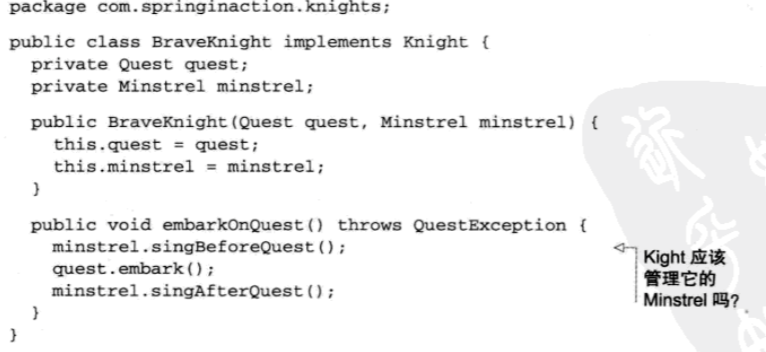 package com.springinaction.knights;
public class BraveKnight implements Knight {
private Quest quest;
private Minstrel minstrel;
public BraveKnight(Quest quest, Minstrel minstrel) {
this.quest = quest;
this.minstrel = minstrel;
}
public void embarkOnQuest() throws QuestException {
minstrel.singBeforeQuest();
quest.embark();
minstrel.singAfterQuest();
}
}
Kight 应该
管理它的
Minstrel 吗?